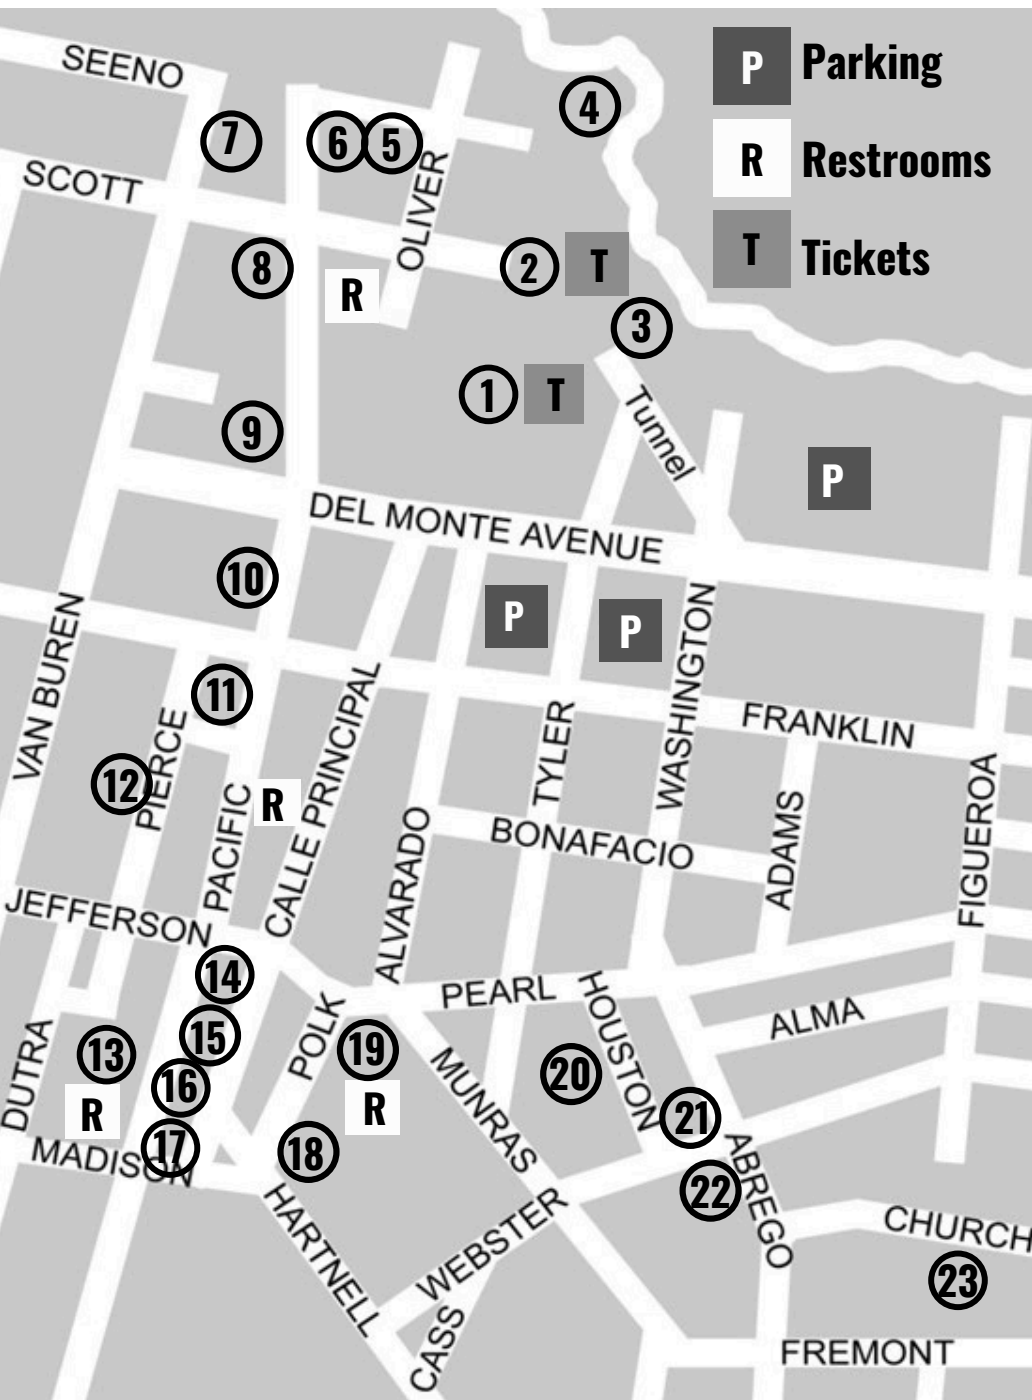 SEENO
4
P Parking
7
6
5
R Restrooms
SCOTT
OLIVER
8
2
T
T Tickets
R
3
1
T
Tunnel
9
P
DEL MONTE AVENUE
10
P
P
VAN BUREN
WASHINGTON
11
CALLE PRINCIPAL
FRANKLIN
12
PIERCE
TYLER
PACIFIC
R
BONAFACIO
ADAMS
FIGUEROA
ALVARADO
JEFFERSON
14
PEARL
HOUSTON
ALMA
15
POLK
19
13
DUTRA
16
MUNRAS
20
R
R
21
17
MADISON
18
ABREGO
22
HARTNELL
WEBSTER
CHURCH
23
CASS
FREMONT